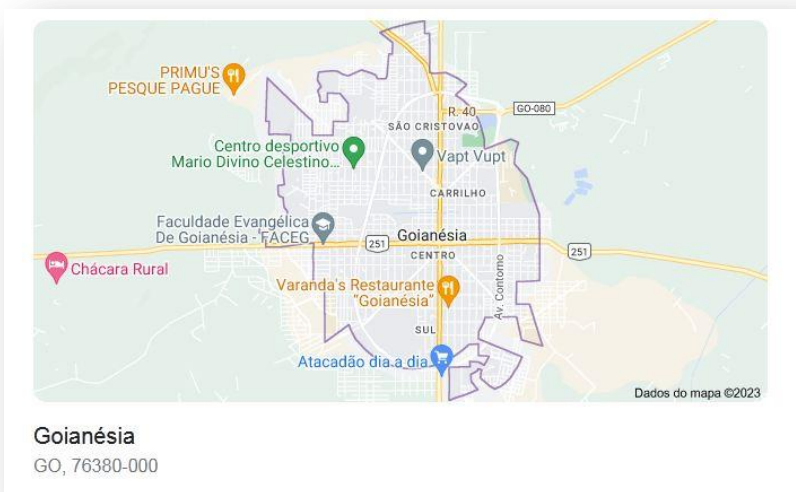 PRIMU'S
PESQUE PAGUE
R. 40
GO-080
SÃO CRISTOVAO
Centro desportivo
Mario Divino Celestino...
Vapt Vupt
CARRILHO
Faculdade Evangélica
De Goianésia - FACEG
251
Goianésia
251
CENTRO
Chácara Rural
Varanda's Restaurante
"Goianésia"
Av. Contorno
SUL
Atacadão dia a dia
Dados do mapa ©2023
Goianésia
GO, 76380-000